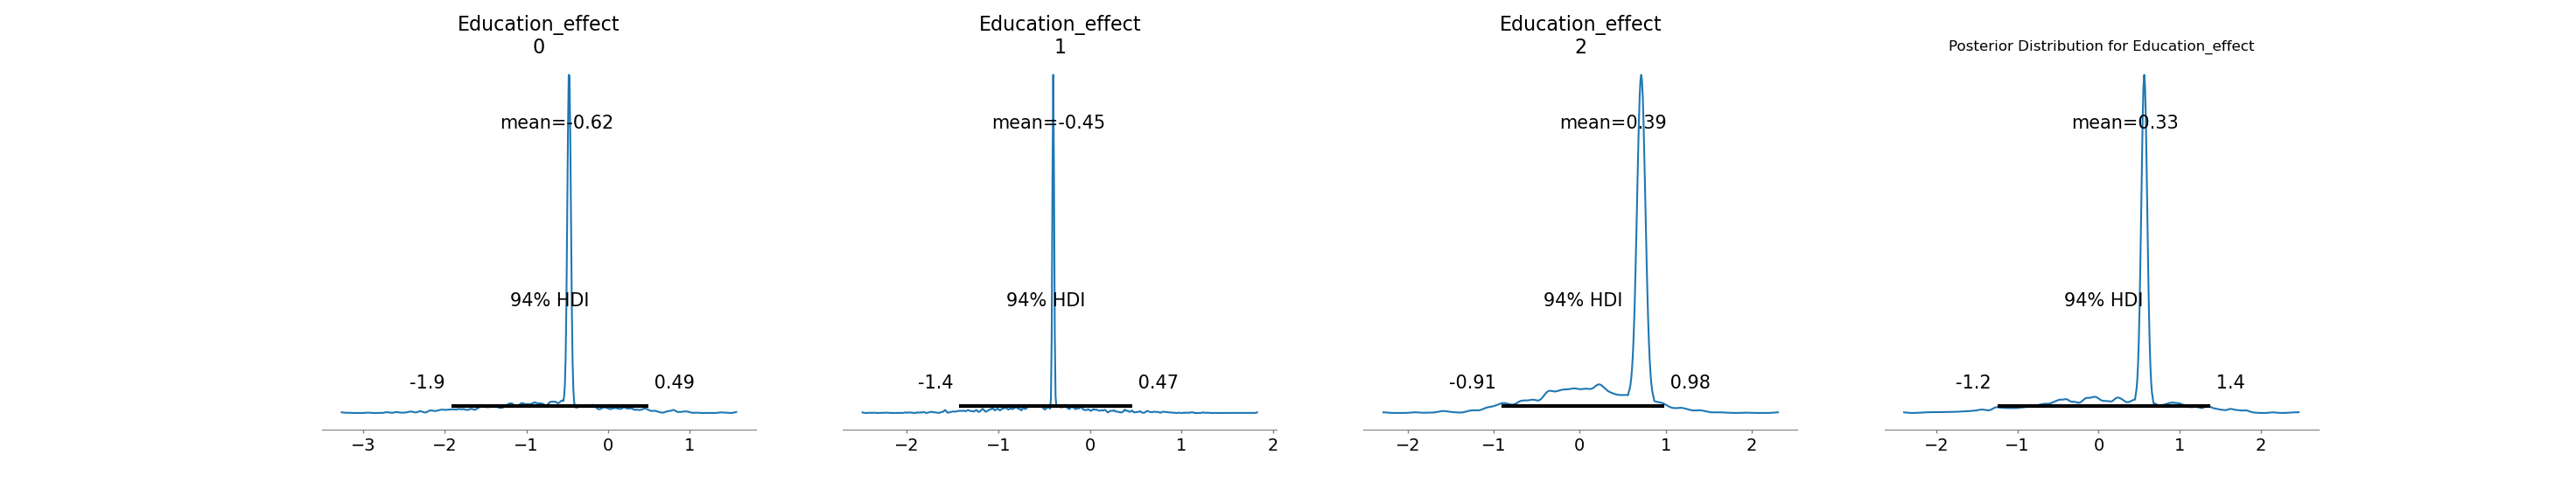 Education_effect
0
mean=-0.62
94% HDI
-1.9
0.49
−3
−2
−1
0
1
Education_effect
1
mean=-0.45
94% HDI
-1.4
0.47
−2
−1
0
1
2
Education_effect
2
mean=0.39
94% HDI
-0.91
0.98
−2
−1
0
1
2
Posterior Distribution for Education_effect
mean=0.33
94% HDI
-1.2
1.4
−2
−1
0
1
2